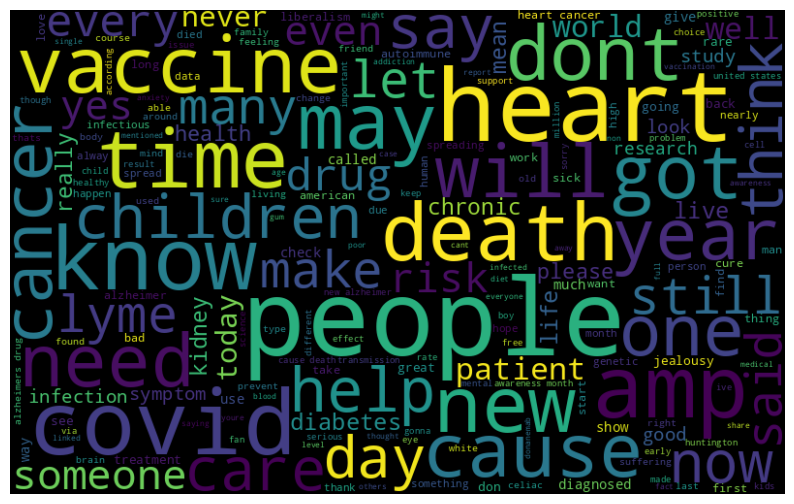 love
every
never
even
say
liberalism
family
feeling
died
according
course
single
vaccine
data
long
issue
though
yes
able
many
around
infectious
body
health
alway
spread
mentioned
result
mind
die
child
healthy
happen
really
cancer
time
used
sure
age
living
children
know
gum
poor
lyme
make
check
alzheimer
found
bad
need
kidney
today
infection
symptom
use
alzheimers drug
see
via
covid
fan
way
linked
brain
treatment
someone
care
might
friend
autoimmune
let
important
addiction
change
may
called
drug
american
due
case
human
keep
cant
risk
new alzheimer
type
different
effect
people
cause death
transmission
rate
take
great
help
prevent
blood
diabetes
saying
youre
gonna
serious
level
thought
eye
day
thank
others
something
heart cancer
mean
dont
world
give
rare
study
positive
choice
well
vaccination
united states
report
support
million
non
high
going
problem
back
nearly
look
cell
heart
think
spreading
work
old
will
sick
research
sorry
got
awareness
chronic
live
man
death
away
year
fall
infected
diet
everyone
boy
hope
free
please
much
want
life
month
person
find
cure
still
thing
one
genetic
jealousy
medical
patient
mental
awareness month
new
start
amp
ive
said
donanemab
show
good
right
huntington
share
cause
white
suffering
early
now
don
celiac
diagnosed
made
last
fact
first
kids